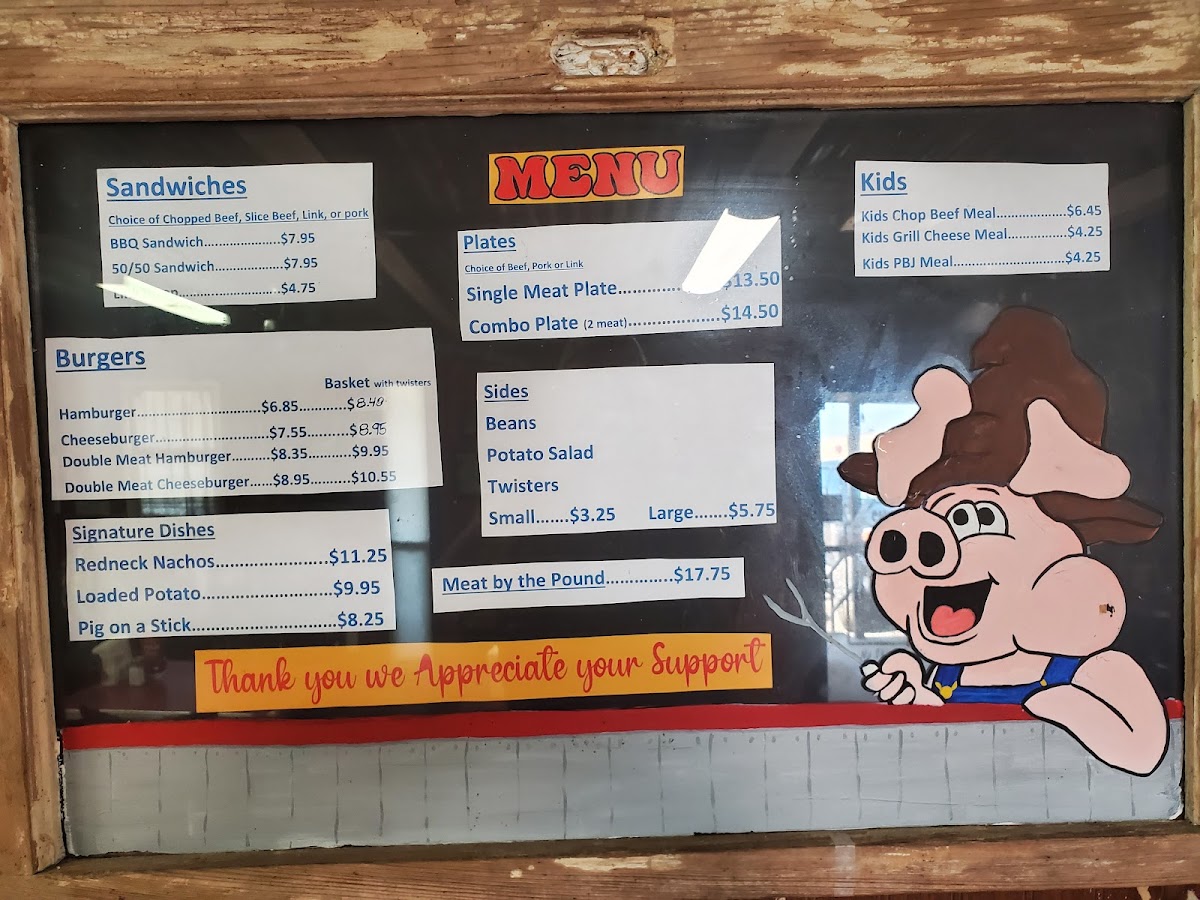 MENU
Sandwiches
Choice of Chopped Beef, Slice Beef, Link, or pork
BBQ Sandwich.....................$7.95
50/50 Sandwich...................$7.95
............................$4.75
Burgers
Basket with twisters
Hamburger..................................$6.85............$8.49
Cheeseburger.........................$7.55..........$8.95
Double Meat Hamburger..........$8.35..........$9.95
Double Meat Cheeseburger......$8.95..........$10.55
Signature Dishes
Redneck Nachos......................$11.25
Loaded Potato..........................$9.95
Pig on a Stick.............................$8.25
Plates
Choice of Beef, Pork or Link
Single Meat Plate...............$13.50
Combo Plate (2 meat)....................$14.50
Sides
Beans
Potato Salad
Twisters
Small.......$3.25 Large.......$5.75
Meat by the Pound..............$17.75
Kids
Kids Chop Beef Meal...................$6.45
Kids Grill Cheese Meal................$4.25
Kids PBJ Meal..............................$4.25
Thank you we Appreciate your Support